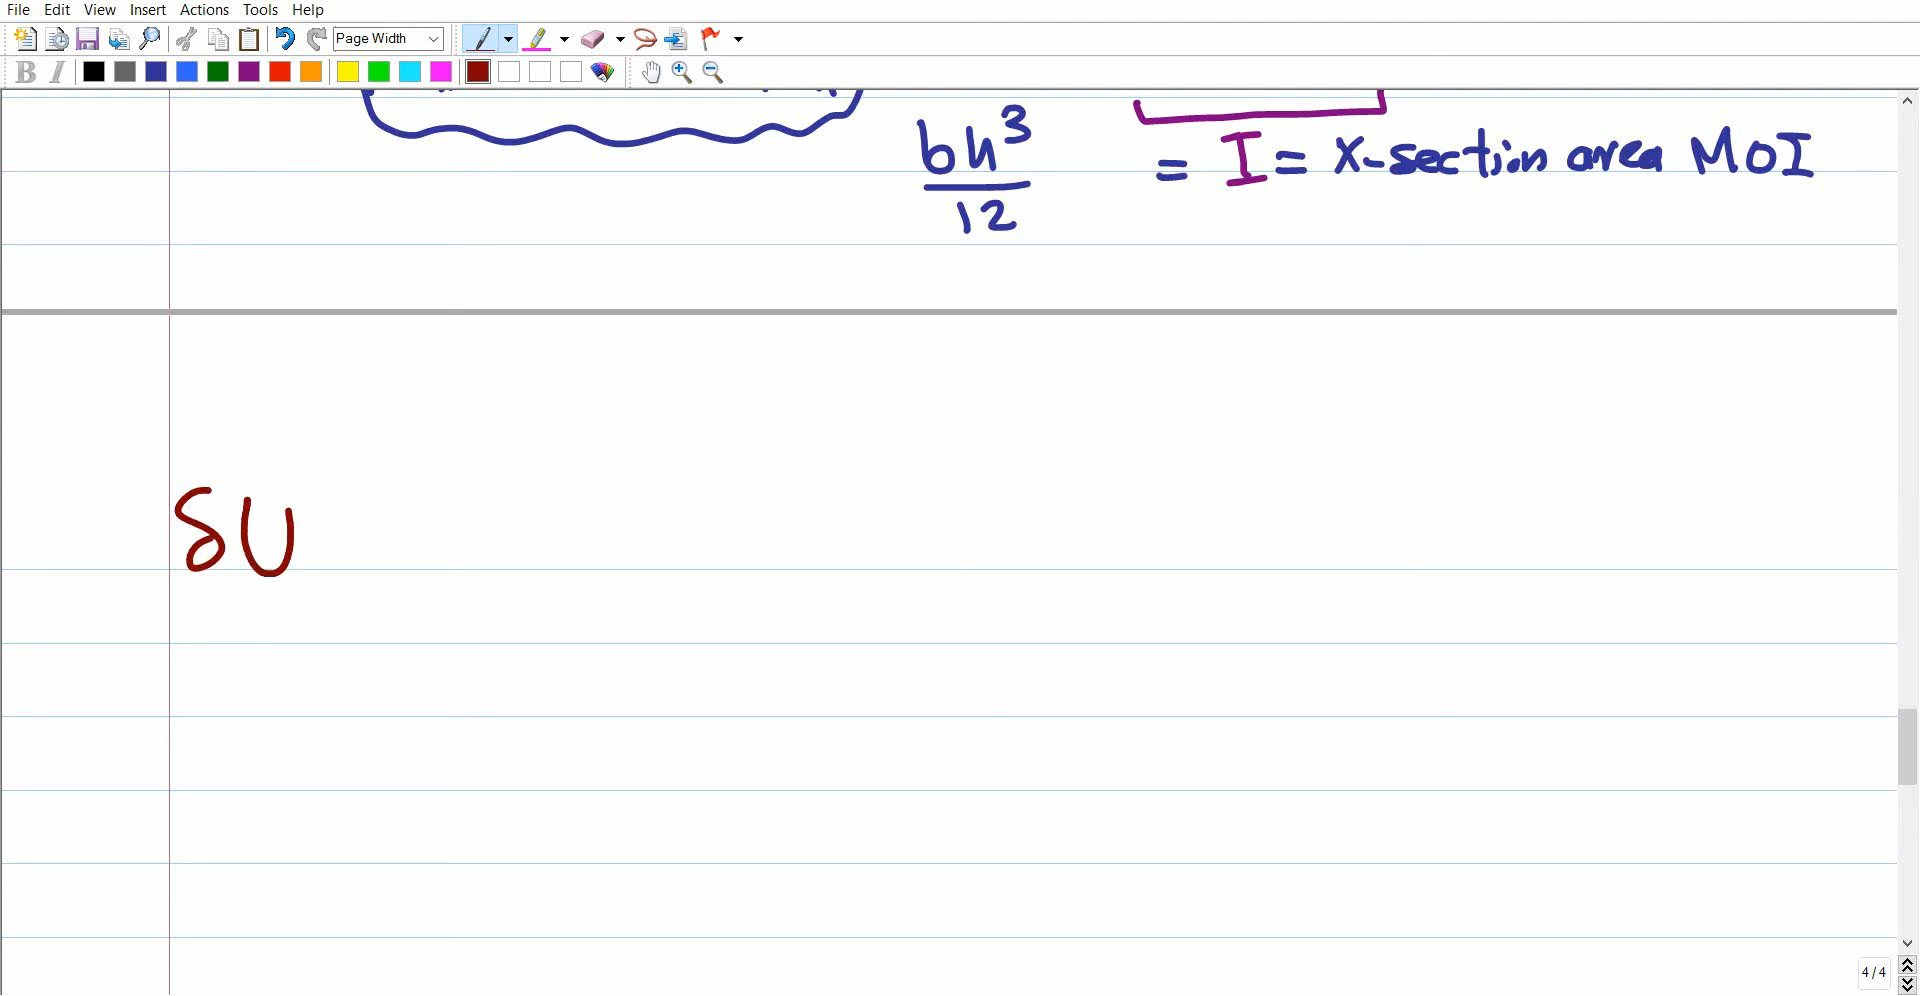 File Edit View Insert Actions Tools Help
Page Width
B I
bh³
= I = X-section area MoI
12
δU
4/4